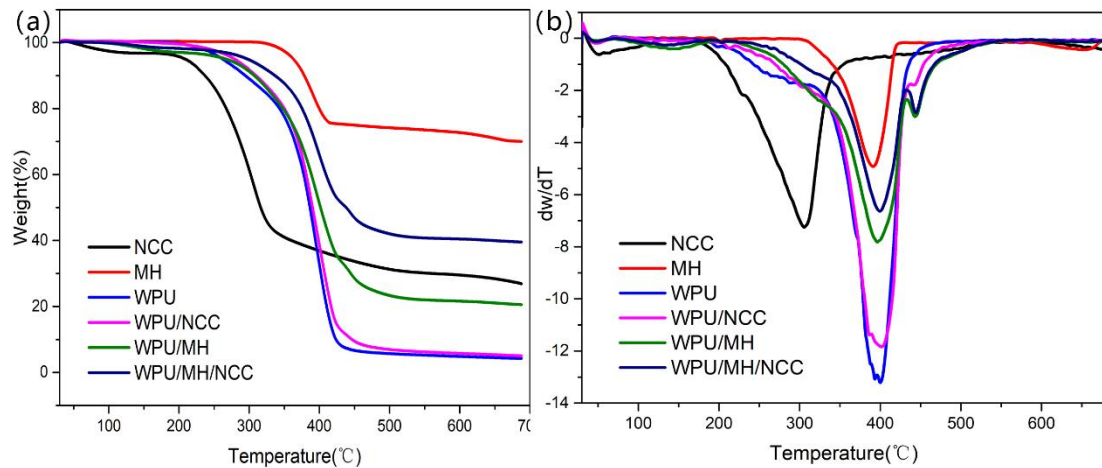 (a)
100
80
60
40
20
0
Weight(%)
NCC
MH
WPU
WPU/NCC
WPU/MH
WPU/MH/NCC
100 200 300 400 500 600 70
Temperature(℃)
(b)
0
-2
-4
-6
-8
-10
-12
-14
dw/dT
NCC
MH
WPU
WPU/NCC
WPU/MH
WPU/MH/NCC
100 200 300 400 500 600
Temperature(℃)